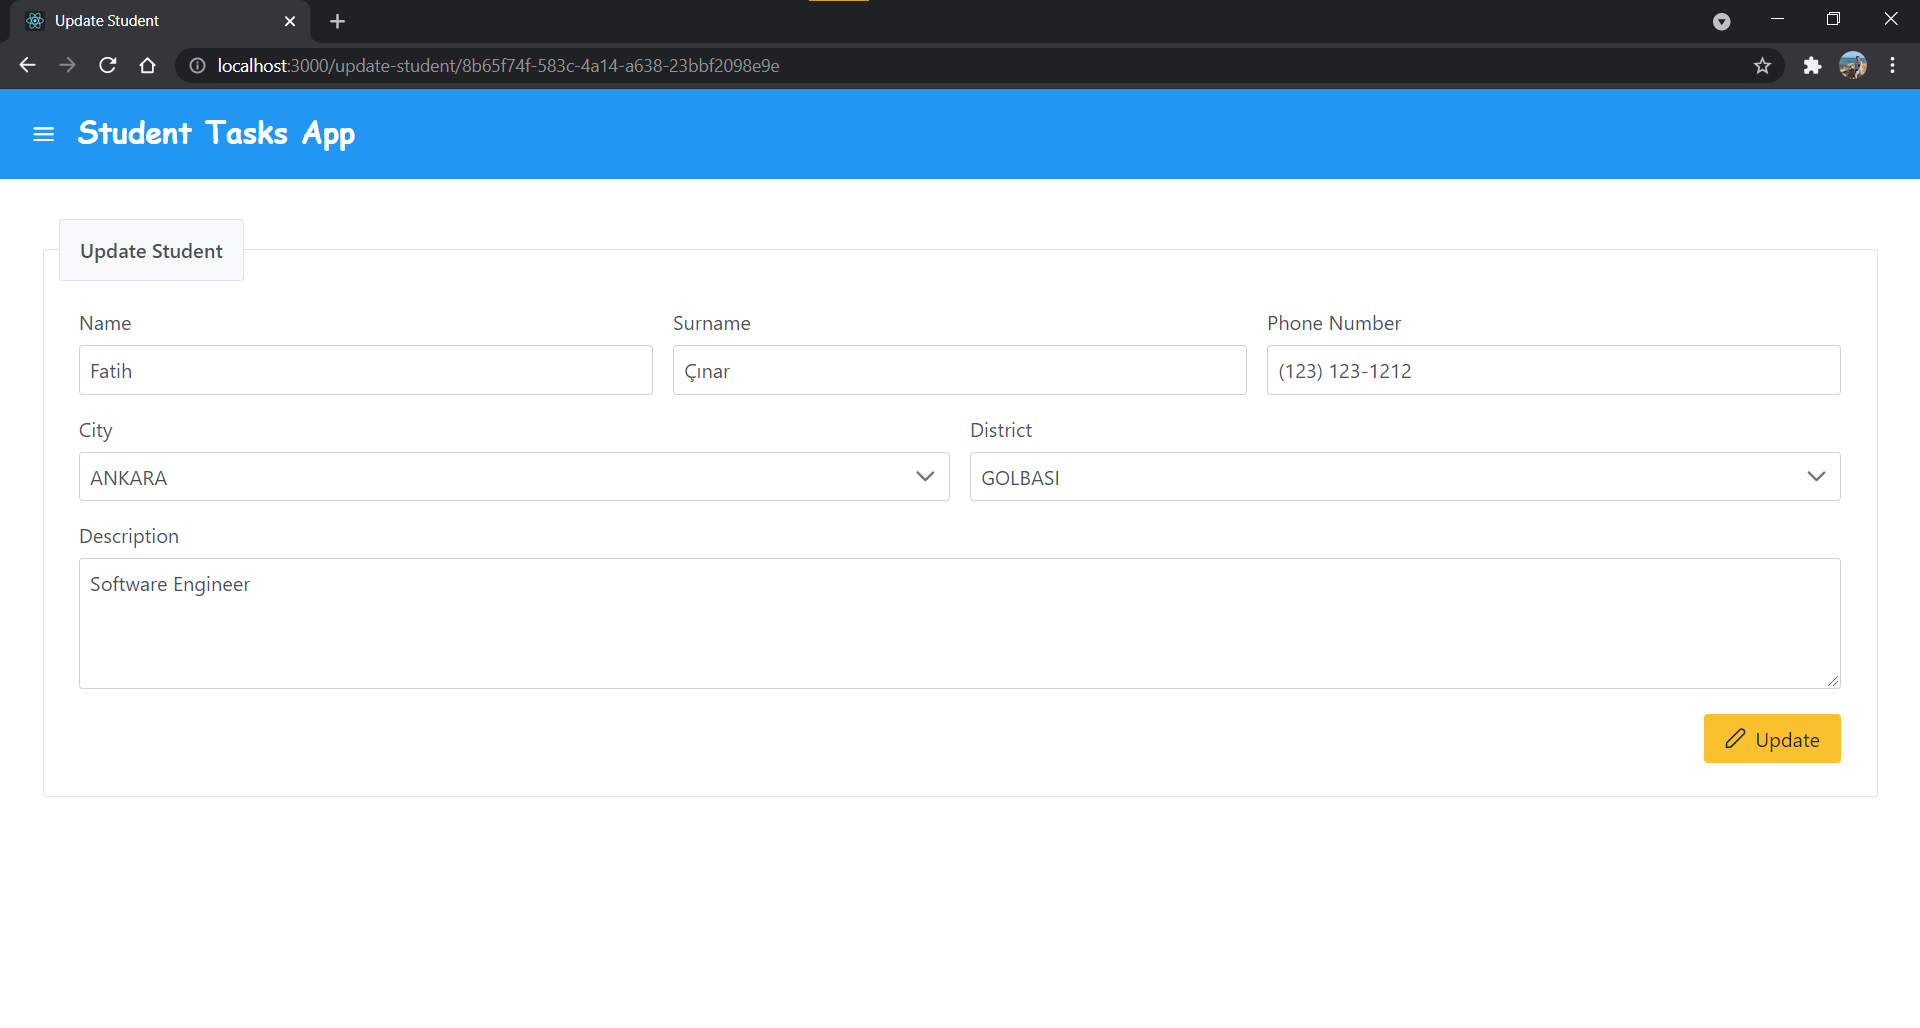 Update Student
localhost:3000/update-student/8b65f74f-583c-4a14-a638-23bbf2098e9e
Student Tasks App
Update Student
Name
Surname
Phone Number
Fatih
Çınar
(123) 123-1212
City
District
ANKARA
GOLBASI
Description
Software Engineer
Update